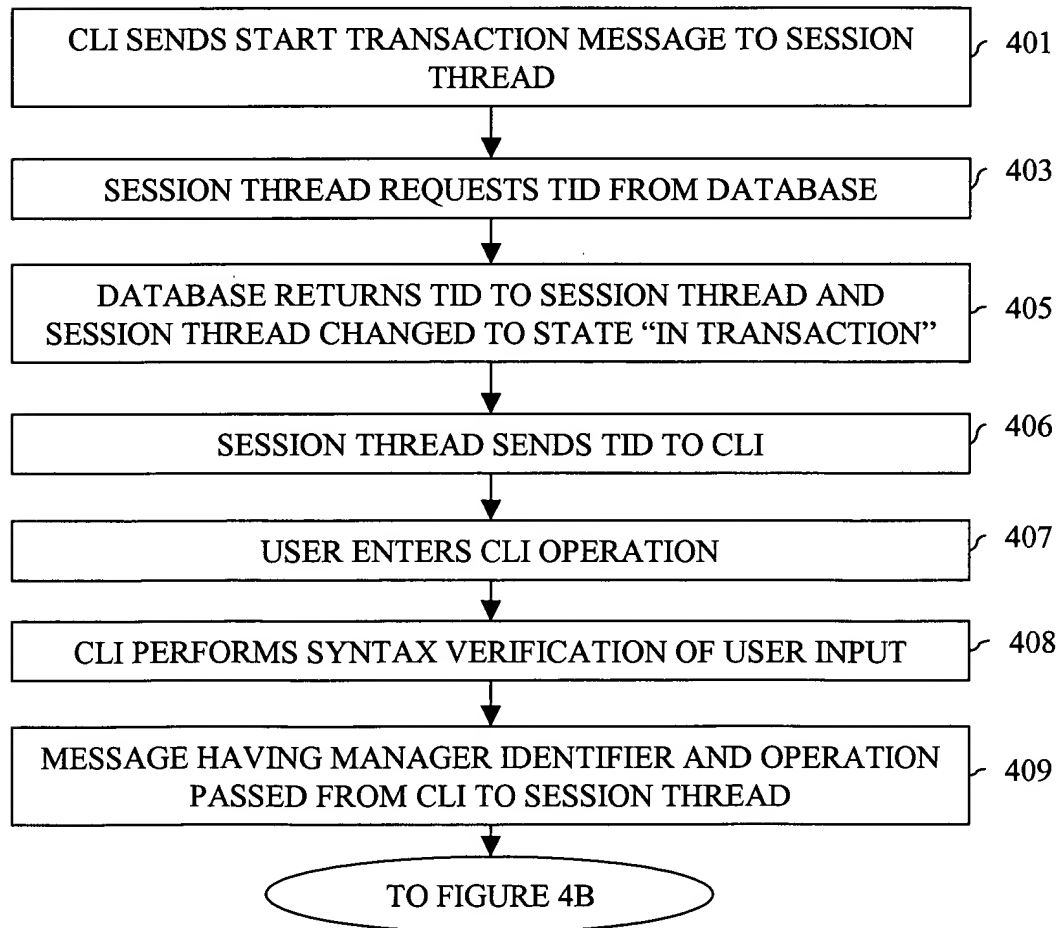 CLI SENDS START TRANSACTION MESSAGE TO SESSION
THREAD
401
SESSION THREAD REQUESTS TID FROM DATABASE
403
DATABASE RETURNS TID TO SESSION THREAD AND
SESSION THREAD CHANGED TO STATE “IN TRANSACTION”
405
SESSION THREAD SENDS TID TO CLI
406
USER ENTERS CLI OPERATION
407
CLI PERFORMS SYNTAX VERIFICATION OF USER INPUT
408
MESSAGE HAVING MANAGER IDENTIFIER AND OPERATION
PASSED FROM CLI TO SESSION THREAD
409
TO FIGURE 4B